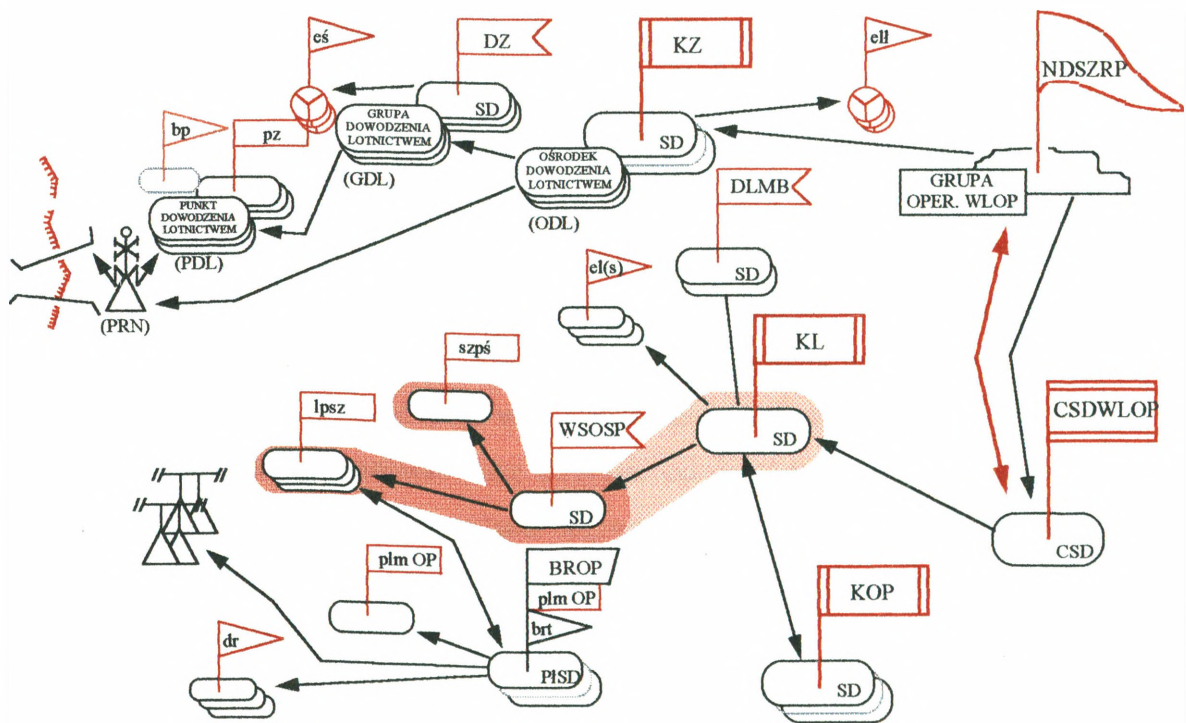 eś
DZ
KZ
ełł
NDSZRP
bp
pz
SD
GRUPA
DOWODZENIA
LOTNICTWEM
(GDL)
SD
OŚRODEK
DOWODZENIA
LOTNICTWEM
(ODL)
PUNKT
DOWODZENIA
LOTNICTWEM
(PDL)
(PRN)
GRUPA
OPER. WLOP
DLMB
SD
el(s)
szpś
KL
SD
lpsz
WSOSP
SD
CSDWLOP
CSD
plm OP
BROP
plm OP
brt
PłSD
dr
KOP
SD